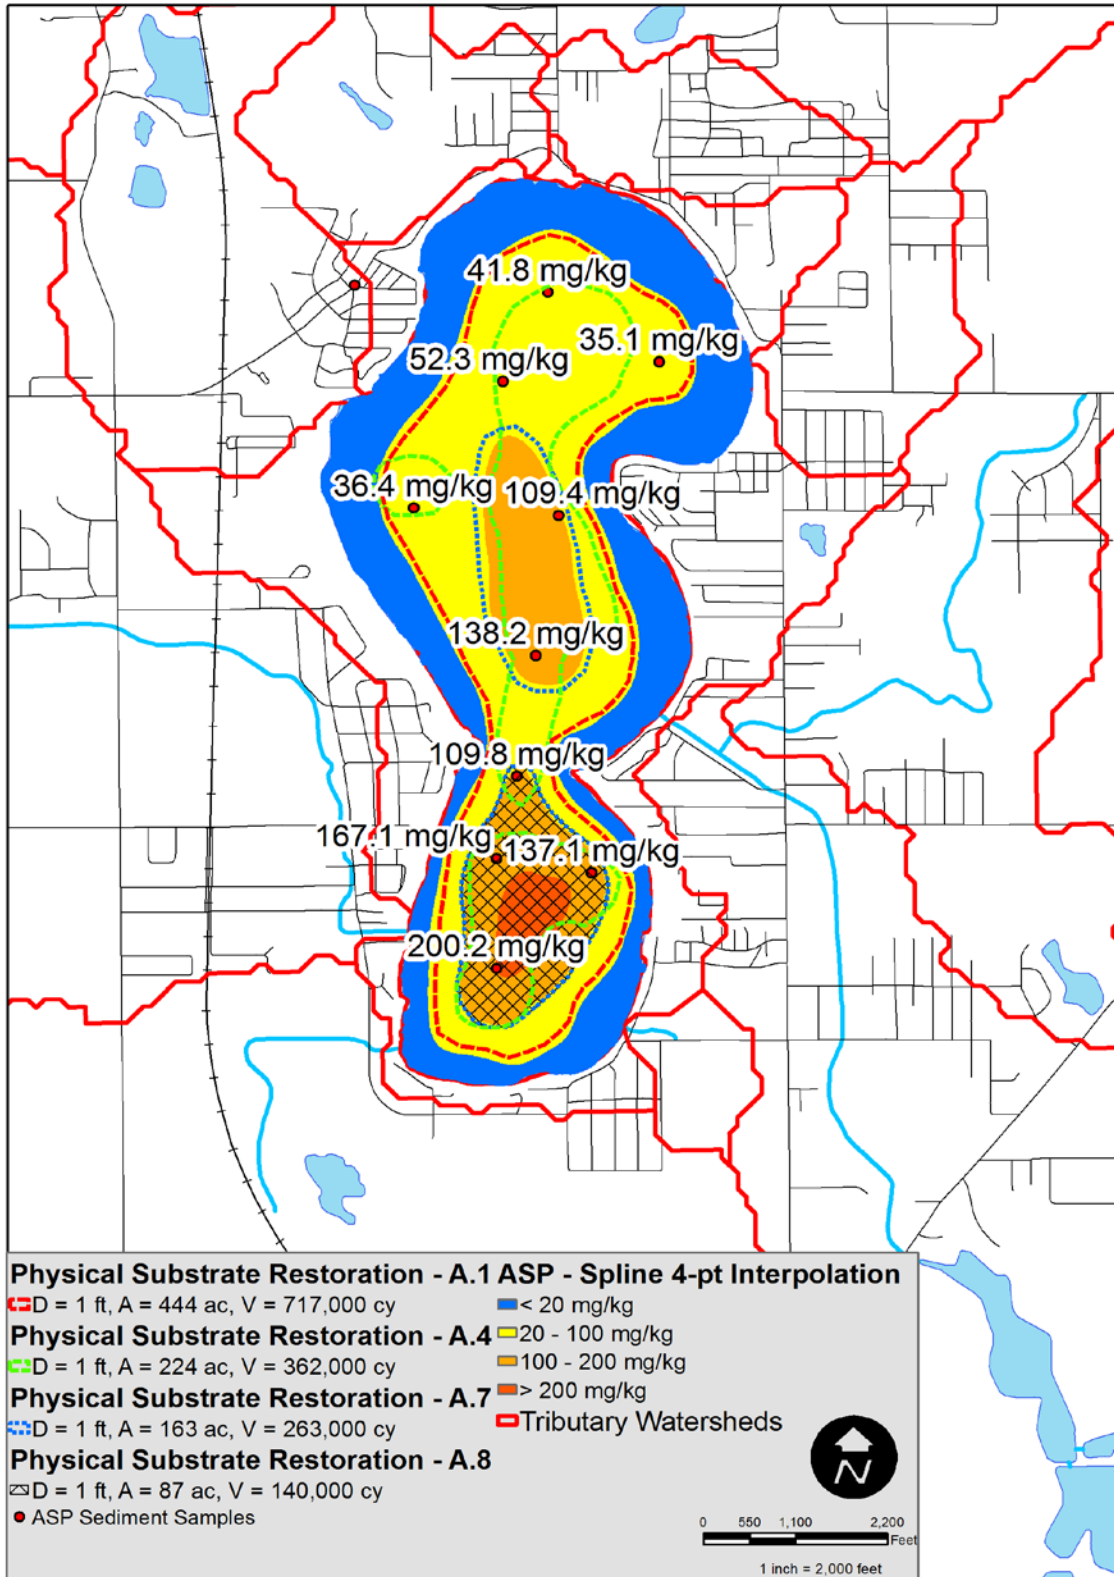 41.8 mg/kg
35.1 mg/kg
52.3 mg/kg
36.4 mg/kg
109.4 mg/kg
138.2 mg/kg
109.8 mg/kg
167.1 mg/kg
137.1 mg/kg
200.2 mg/kg
Physical Substrate Restoration - A.1
D = 1 ft, A = 444 ac, V = 717,000 cy
Physical Substrate Restoration - A.4
D = 1 ft, A = 224 ac, V = 362,000 cy
Physical Substrate Restoration - A.7
D = 1 ft, A = 163 ac, V = 263,000 cy
Physical Substrate Restoration - A.8
D = 1 ft, A = 87 ac, V = 140,000 cy
ASP Sediment Samples
ASP - Spline 4-pt Interpolation
< 20 mg/kg
20 - 100 mg/kg
100 - 200 mg/kg
> 200 mg/kg
Tributary Watersheds
N
0 550 1,100 2,200
Feet
1 inch = 2,000 feet